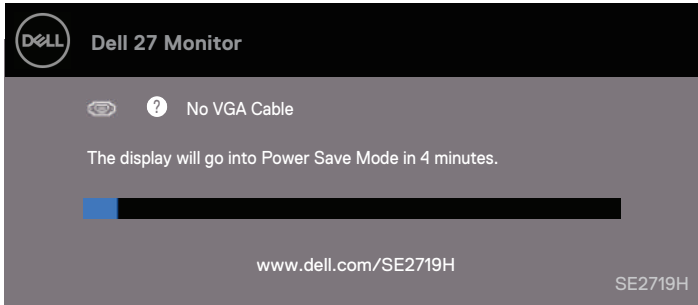 DELL
Dell 27 Monitor
? No VGA Cable
The display will go into Power Save Mode in 4 minutes.
www.dell.com/SE2719H
SE2719H